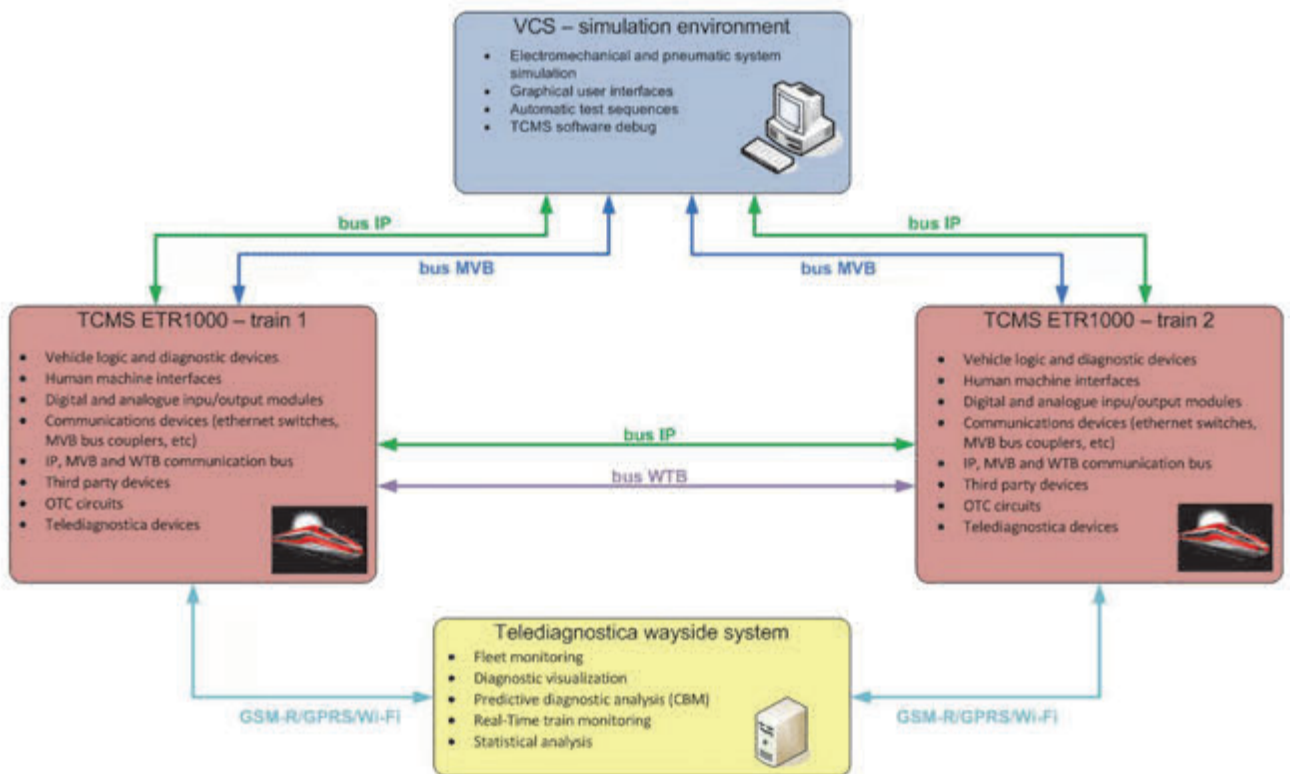 VCS – simulation environment
• Electromechanical and pneumatic system
simulation
• Graphical user interfaces
• Automatic test sequences
• TCMS software debug
bus IP
bus MVB
bus IP
bus MVB
TCMS ETR1000 – train 1
• Vehicle logic and diagnostic devices
• Human machine interfaces
• Digital and analogue inpu/output modules
• Communications devices (ethernet switches,
MVB bus couplers, etc)
• IP, MVB and WTB communication bus
• Third party devices
• OTC circuits
• Telediagnostica devices
bus IP
bus WTB
TCMS ETR1000 – train 2
• Vehicle logic and diagnostic devices
• Human machine interfaces
• Digital and analogue inpu/output modules
• Communications devices (ethernet switches,
MVB bus couplers, etc)
• IP, MVB and WTB communication bus
• Third party devices
• OTC circuits
• Telediagnostica devices
Telediagnostica wayside system
• Fleet monitoring
• Diagnostic visualization
• Predictive diagnostic analysis (CBM)
• Real-Time train monitoring
• Statistical analysis
GSM-R/GPRS/Wi-Fi
GSM-R/GPRS/Wi-Fi